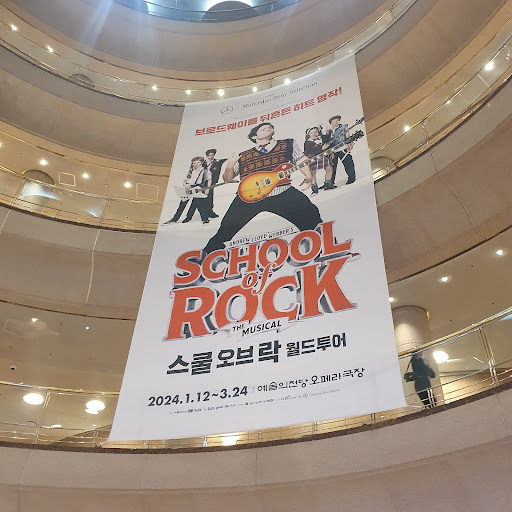 Mercedes-Benz Selection
브로드웨이를 뒤흔든 히트 명작!
ANDREW LLOYD WEBBER'S
SCHOOL
of
ROCK
THE MUSICAL
스쿨 오브 락 월드투어
2024.1.12~3.24 | 예술의전당 오페라극장